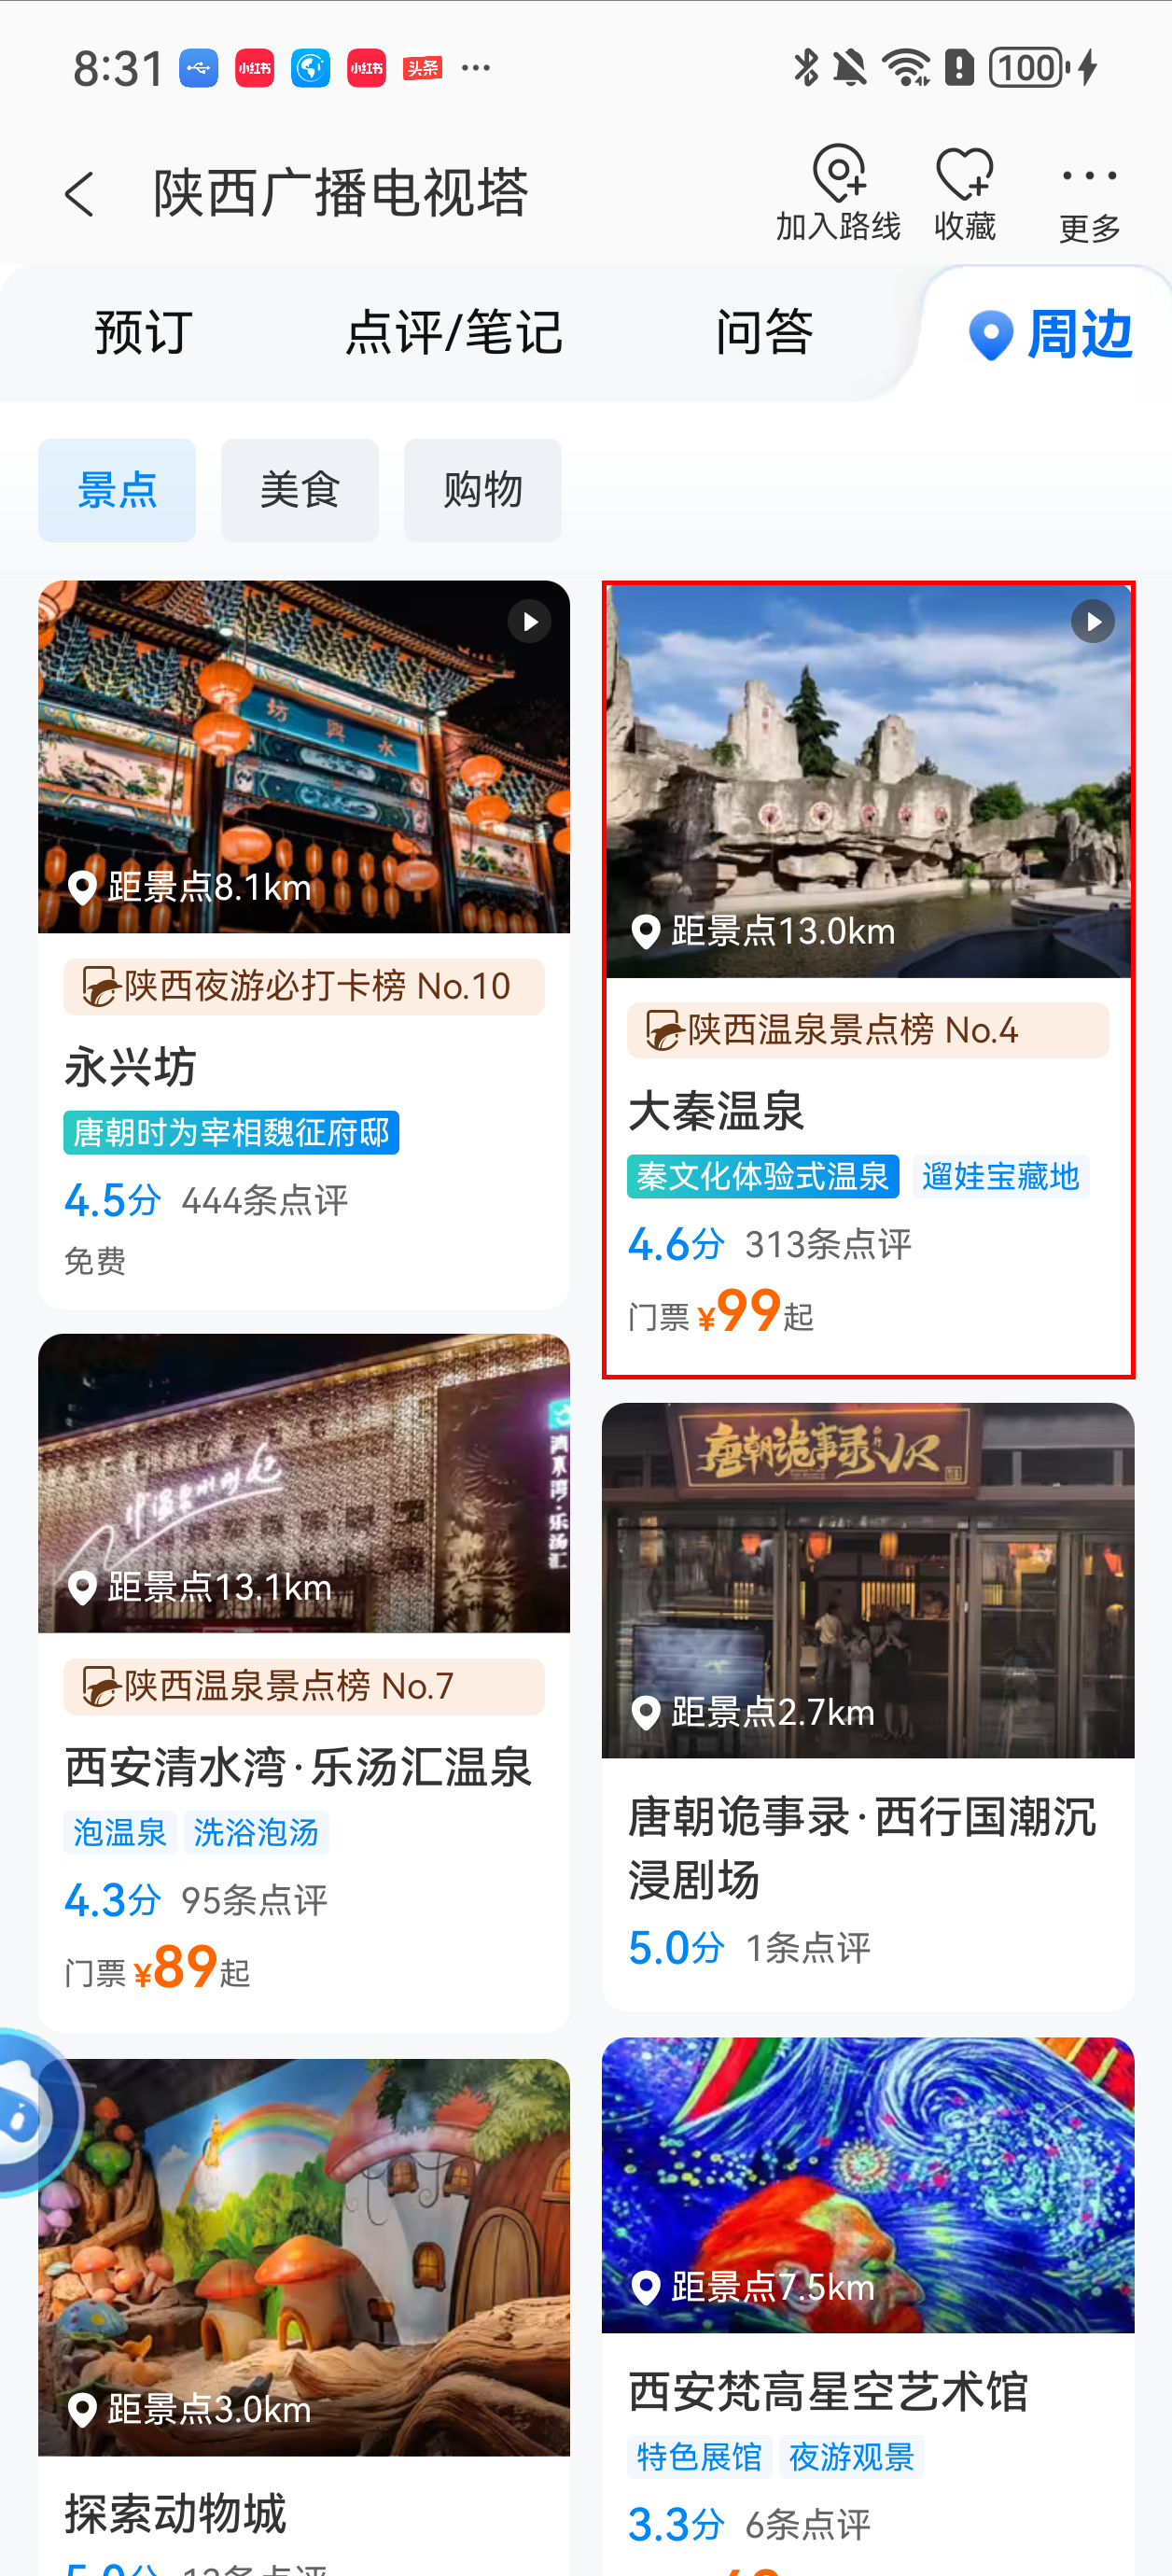 8:31
小红书
小红书
头条
100
陕西广播电视塔
加入路线
收藏
更多
预订
点评/笔记
问答
周边
景点
美食
购物
永興坊
距景点8.1km
陕西夜游必打卡榜 No.10
永兴坊
唐朝时为宰相魏征府邸
4.5分 444条点评
免费
距景点13.0km
陕西温泉景点榜 No.4
大秦温泉
秦文化体验式温泉 遛娃宝藏地
4.6分 313条点评
门票 ¥99起
清水湾·乐汤汇
距景点13.1km
陕西温泉景点榜 No.7
西安清水湾·乐汤汇温泉
泡温泉 洗浴泡汤
4.3分 95条点评
门票 ¥89起
唐朝诡事录·西行VR
距景点2.7km
唐朝诡事录·西行国潮沉
浸剧场
5.0分 1条点评
距景点3.0km
探索动物城
距景点7.5km
西安梵高星空艺术馆
特色展馆 夜游观景
3.3分 6条点评